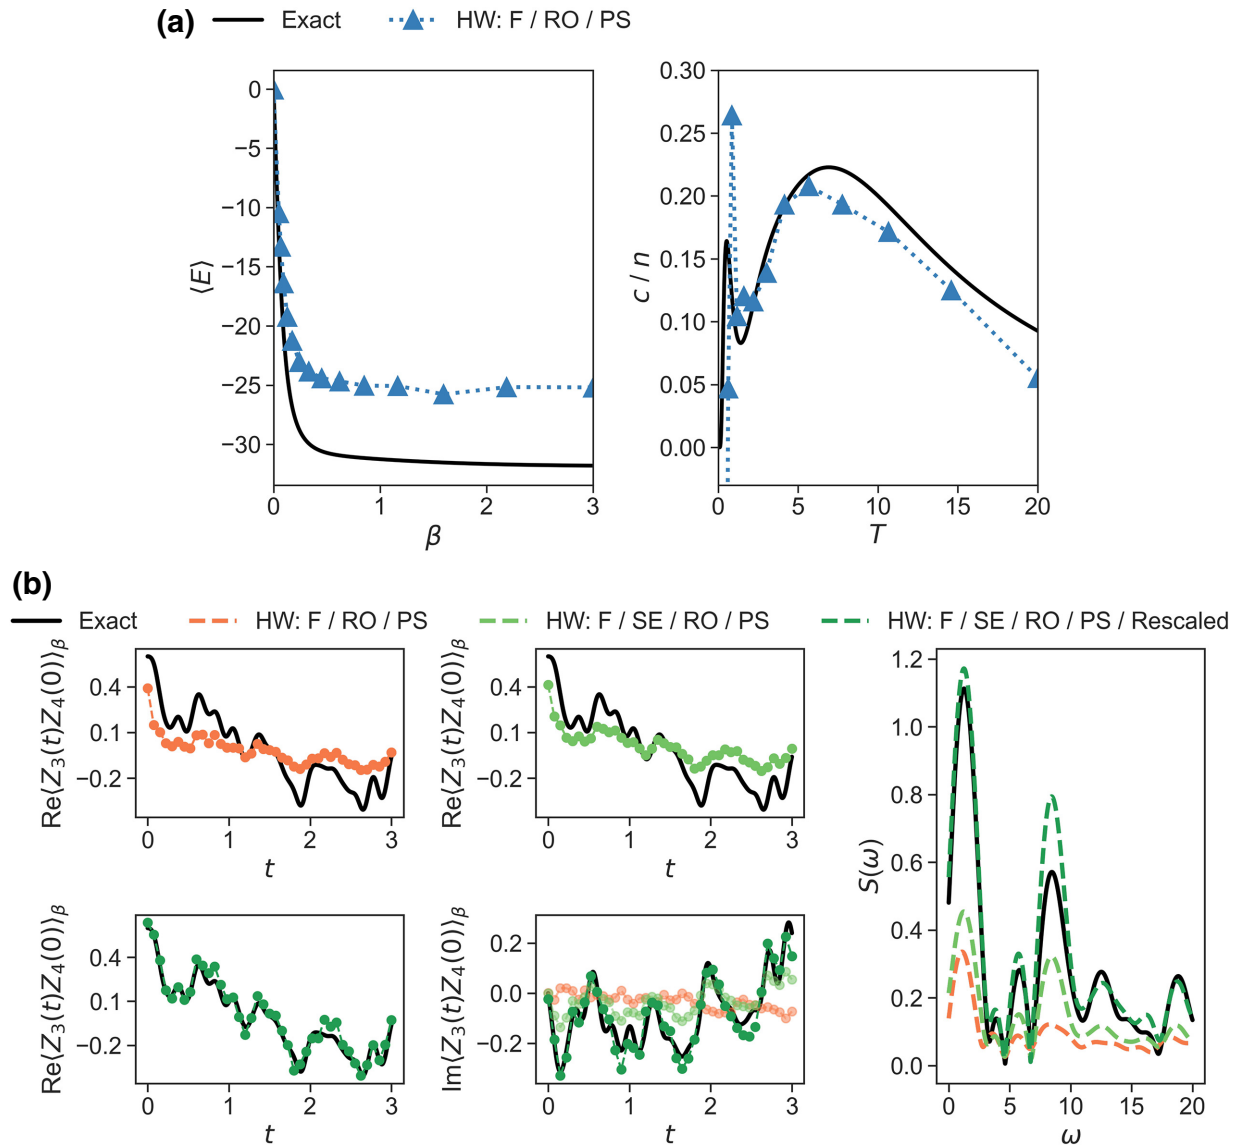 (a) Exact HW: F / RO / PS
0
−5
−10
−15
−20
−25
−30
⟨E⟩
0 1 2 3
β
0.30
0.25
0.20
0.15
0.10
0.05
0.00
c / n
0 5 10 15 20
T
(b)
Exact HW: F / RO / PS HW: F / SE / RO / PS HW: F / SE / RO / PS / Rescaled
0.4
0.1
−0.2
Re⟨Z₃(t)Z₄(0)⟩β
0 1 2 3
t
0.4
0.1
−0.2
Re⟨Z₃(t)Z₄(0)⟩β
0 1 2 3
t
0.4
0.1
−0.2
Re⟨Z₃(t)Z₄(0)⟩β
0 1 2 3
t
0.2
0.0
−0.2
Im⟨Z₃(t)Z₄(0)⟩β
0 1 2 3
t
1.2
1.0
0.8
0.6
0.4
0.2
0.0
S(ω)
0 5 10 15 20
ω